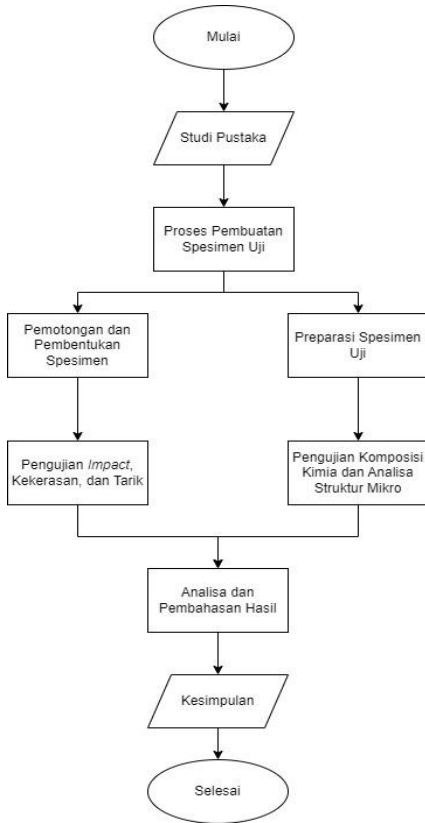 Mulai
Studi Pustaka
Proses Pembuatan
Spesimen Uji
Pemotongan dan
Pembentukan
Spesimen
Preparasi Spesimen
Uji
Pengujian Impact,
Kekerasan, dan Tarik
Pengujian Komposisi
Kimia dan Analisa
Struktur Mikro
Analisa dan
Pembahasan Hasil
Kesimpulan
Selesai